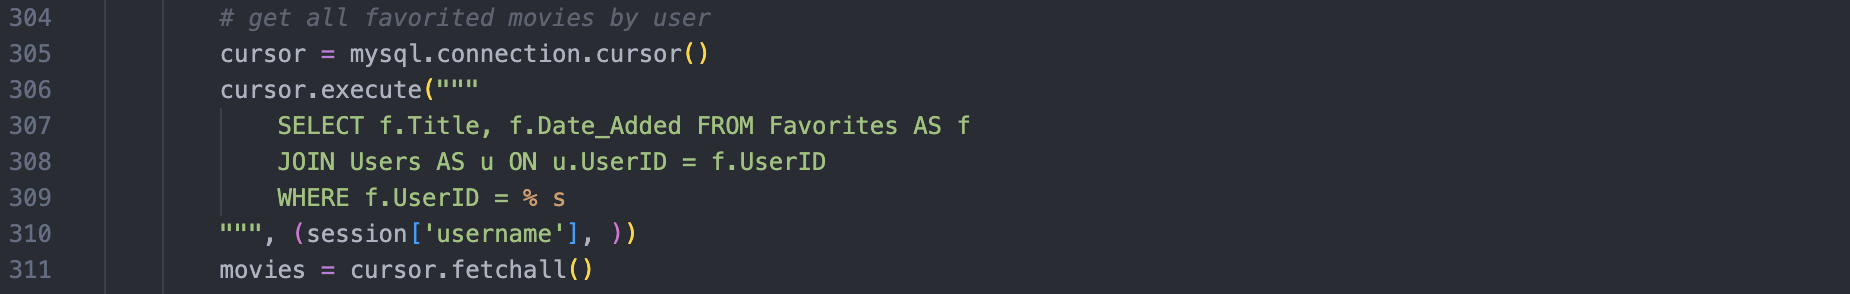 304 # get all favorited movies by user
305 cursor = mysql.connection.cursor()
306 cursor.execute("""
307 SELECT f.Title, f.Date_Added FROM Favorites AS f
308 JOIN Users AS u ON u.UserID = f.UserID
309 WHERE f.UserID = % s
310 """, (session['username'], ))
311 movies = cursor.fetchall()